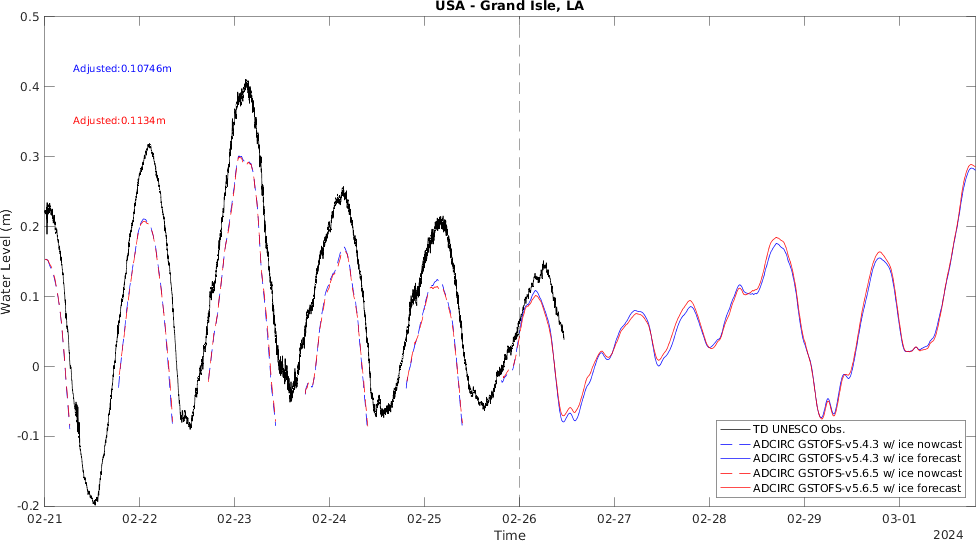 USA - Grand Isle, LA
0.5
0.4
0.3
0.2
0.1
0
-0.1
-0.2
Water Level (m)
Adjusted:0.10746m
Adjusted:0.1134m
TD UNESCO Obs.
ADCIRC GSTOFS-v5.4.3 w/ ice nowcast
ADCIRC GSTOFS-v5.4.3 w/ ice forecast
ADCIRC GSTOFS-v5.6.5 w/ ice nowcast
ADCIRC GSTOFS-v5.6.5 w/ ice forecast
02-21 02-22 02-23 02-24 02-25 02-26 02-27 02-28 02-29 03-01
Time
2024